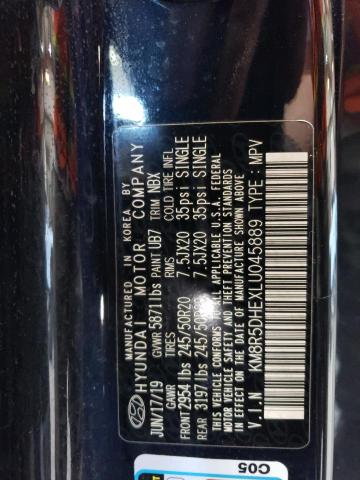 MANUFACTURED IN KOREA BY
HYUNDAI MOTOR COMPANY
JUN/17/19 PAINT UB7 TRIM NBX
GVWR 5871lbs
GAWR TIRES RIMS COLD TIRE INFL
FRONT 2954 lbs 245/50R20 7.5JX20 35psi SINGLE
REAR 3197 lbs 245/50R20 7.5JX20 35psi SINGLE
THIS VEHICLE CONFORMS TO ALL APPLICABLE U.S.A. FEDERAL
MOTOR VEHICLE SAFETY, BUMPER, AND THEFT PREVENTION STANDARDS
IN EFFECT ON THE DATE OF MANUFACTURE SHOWN ABOVE
V.I.N KM8R5DHEXLU045889 TYPE : MPV
C05